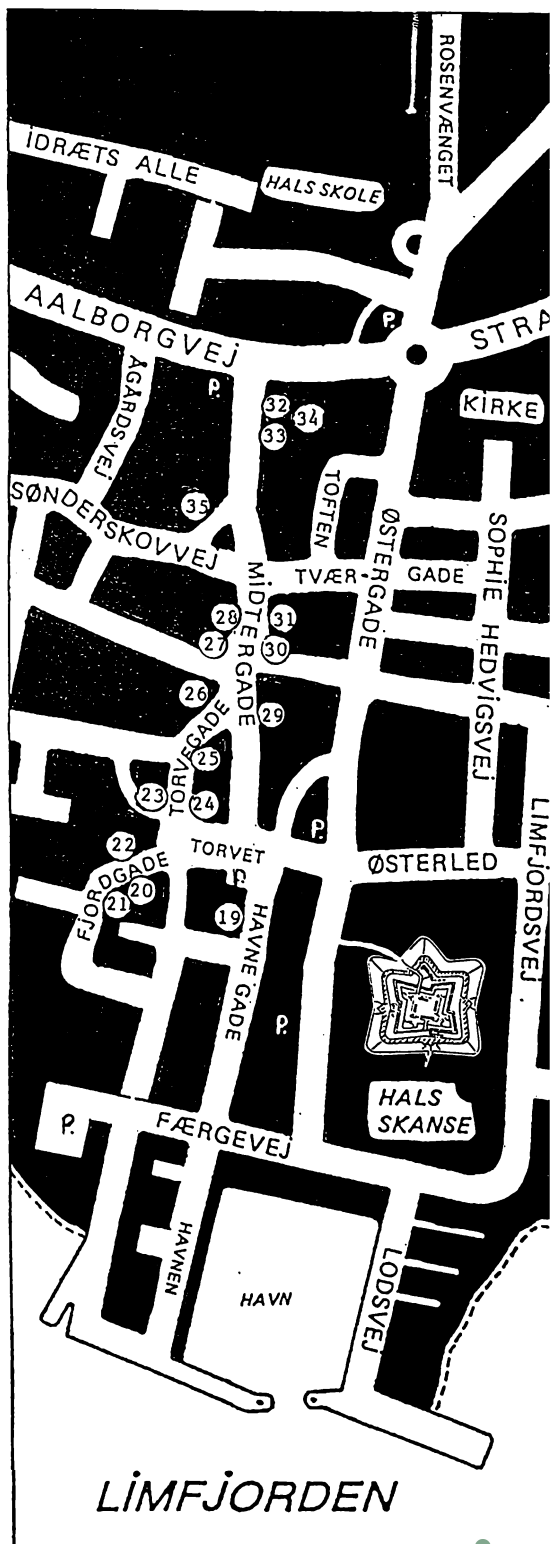 ROSENVÆNGET
IDRÆTS ALLE
HALS SKOLE
AALBORGVEJ
P.
STRA
ÅGÅRDSVEJ
P.
32
34
33
KIRKE
SØNDERSKOVVEJ
35
TOFTEN
ØSTERGADE
SOPHIE HEDVIGSVEJ
MIDTERGADE
TVÆR-GADE
28
31
27
30
26
29
TORVEGADE
25
23
24
P.
LIMFJORDSVEJ
22
TORVET
ØSTERLED
FJORDGADE
P.
20
21
19
HAVNEGADE
P.
HALS
SKANSE
P.
FÆRGEVEJ
HAVNEN
HAVN
LODSVEJ
LIMFJORDEN